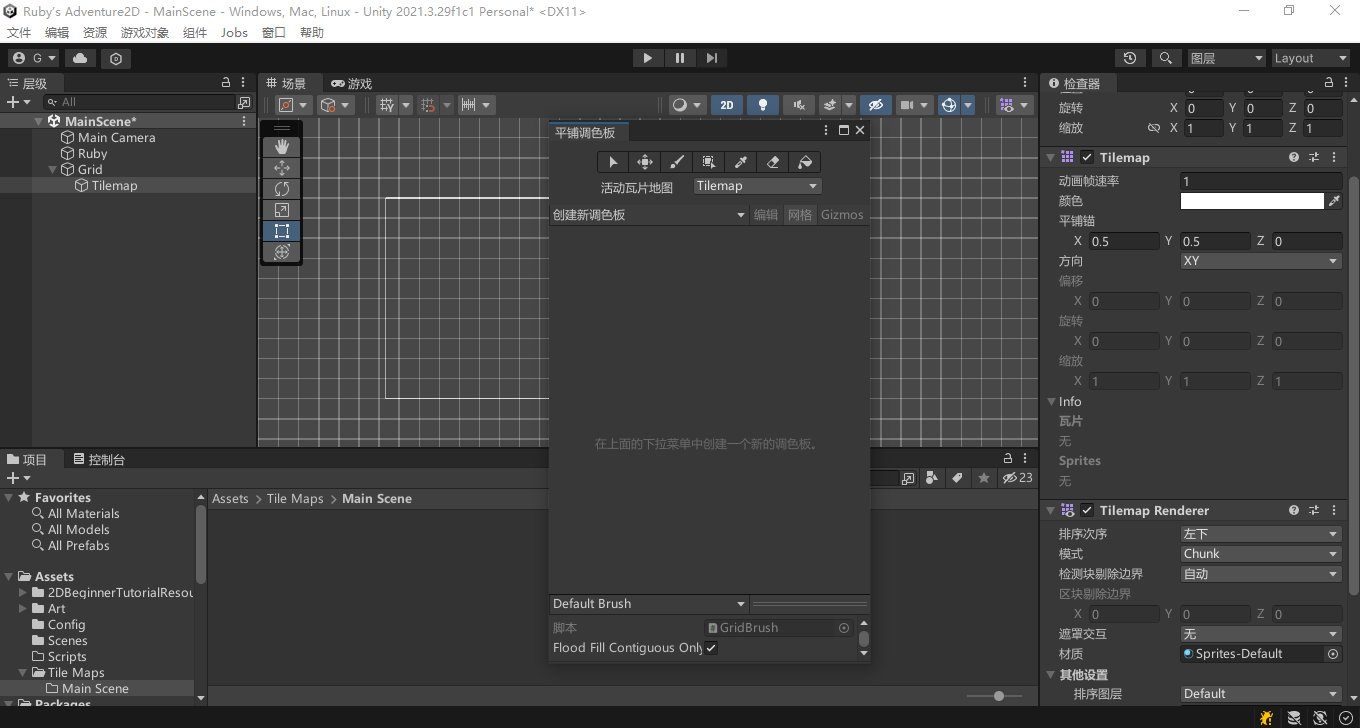 Ruby's Adventure2D - MainScene - Windows, Mac, Linux - Unity 2021.3.29f1c1 Personal* <DX11>
文件 编辑 资源 游戏对象 组件 Jobs 窗口 帮助
G 图层 Layout
层级
All
MainScene*
Main Camera
Ruby
Grid
Tilemap
场景 游戏
2D
平铺调色板
活动瓦片地图 Tilemap
创建新调色板 编辑 网格 Gizmos
在上面的下拉菜单中创建一个新的调色板。
Default Brush
脚本 GridBrush
Flood Fill Contiguous Only
项目 控制台
23
Favorites
All Materials
All Models
All Prefabs
Assets
2DBeginnerTutorialResou
Art
Config
Scenes
Scripts
Tile Maps
Main Scene
Packages
Assets > Tile Maps > Main Scene
检查器
旋转 X 0 Y 0 Z 0
缩放 X 1 Y 1 Z 1
Tilemap
动画帧速率 1
颜色
平铺锚
X 0.5 Y 0.5 Z 0
方向 XY
偏移
X 0 Y 0 Z 0
旋转
X 0 Y 0 Z 0
缩放
X 1 Y 1 Z 1
Info
瓦片
无
Sprites
无
Tilemap Renderer
排序次序 左下
模式 Chunk
检测块剔除边界 自动
区块剔除边界
X 0 Y 0 Z 0
遮罩交互 无
材质 Sprites-Default
其他设置
排序图层 Default